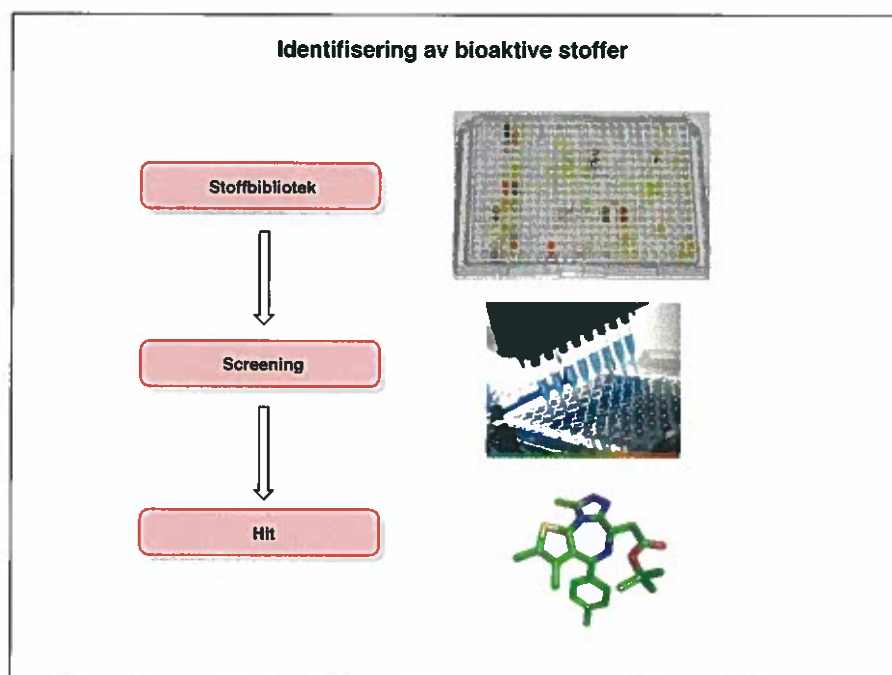 Identifisering av bioaktive stoffer
Stoffbibliotek
Screening
Hit